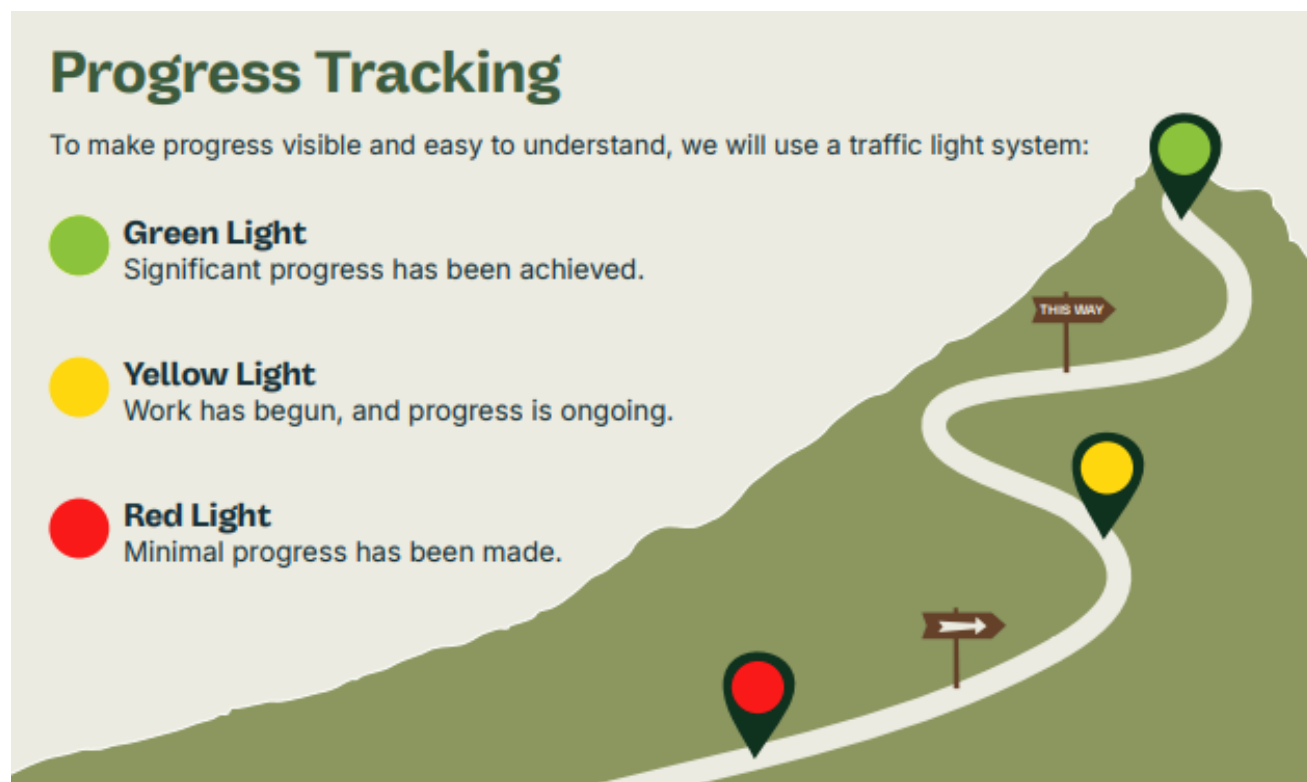 Progress Tracking
To make progress visible and easy to understand, we will use a traffic light system:
Green Light
Significant progress has been achieved.
THIS WAY
Yellow Light
Work has begun, and progress is ongoing.
Red Light
Minimal progress has been made.